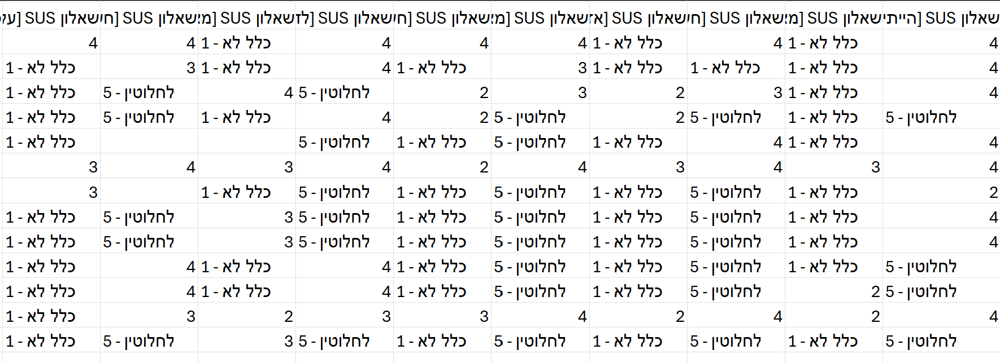 שאלון SUS [הייתי שאלון SUS [מ שאלון SUS [ח שאלון SUS [א שאלון SUS [מ שאלון SUS [ח שאלון SUS [ל שאלון SUS [מ שאלון SUS [ח שאלון SUS [ע
4 1 - כלל לא 4 1 - כלל לא 4 4 4 1 - כלל לא 4 4
4 1 - כלל לא 1 - כלל לא 1 - כלל לא 3 1 - כלל לא 4 1 - כלל לא 3 1 - כלל לא
4 1 - כלל לא 3 2 3 2 5 - לחלוטין 4 5 - לחלוטין 1 - כלל לא
5 - לחלוטין 1 - כלל לא 5 - לחלוטין 2 5 - לחלוטין 2 4 1 - כלל לא 5 - לחלוטין 1 - כלל לא
4 1 - כלל לא 4 1 - כלל לא 5 - לחלוטין 1 - כלל לא 5 - לחלוטין 1 - כלל לא
4 3 4 3 4 2 4 3 4 3
2 1 - כלל לא 5 - לחלוטין 1 - כלל לא 5 - לחלוטין 1 - כלל לא 5 - לחלוטין 1 - כלל לא 3
4 1 - כלל לא 5 - לחלוטין 1 - כלל לא 5 - לחלוטין 1 - כלל לא 5 - לחלוטין 3 5 - לחלוטין 1 - כלל לא
4 1 - כלל לא 5 - לחלוטין 1 - כלל לא 5 - לחלוטין 1 - כלל לא 5 - לחלוטין 3 5 - לחלוטין 1 - כלל לא
5 - לחלוטין 1 - כלל לא 5 - לחלוטין 1 - כלל לא 5 - לחלוטין 1 - כלל לא 4 1 - כלל לא 4 1 - כלל לא
5 - לחלוטין 2 5 - לחלוטין 1 - כלל לא 5 - לחלוטין 1 - כלל לא 4 1 - כלל לא 4 1 - כלל לא
4 2 4 2 4 3 3 2 3 1 - כלל לא
5 - לחלוטין 1 - כלל לא 5 - לחלוטין 1 - כלל לא 5 - לחלוטין 1 - כלל לא 5 - לחלוטין 3 5 - לחלוטין 1 - כלל לא